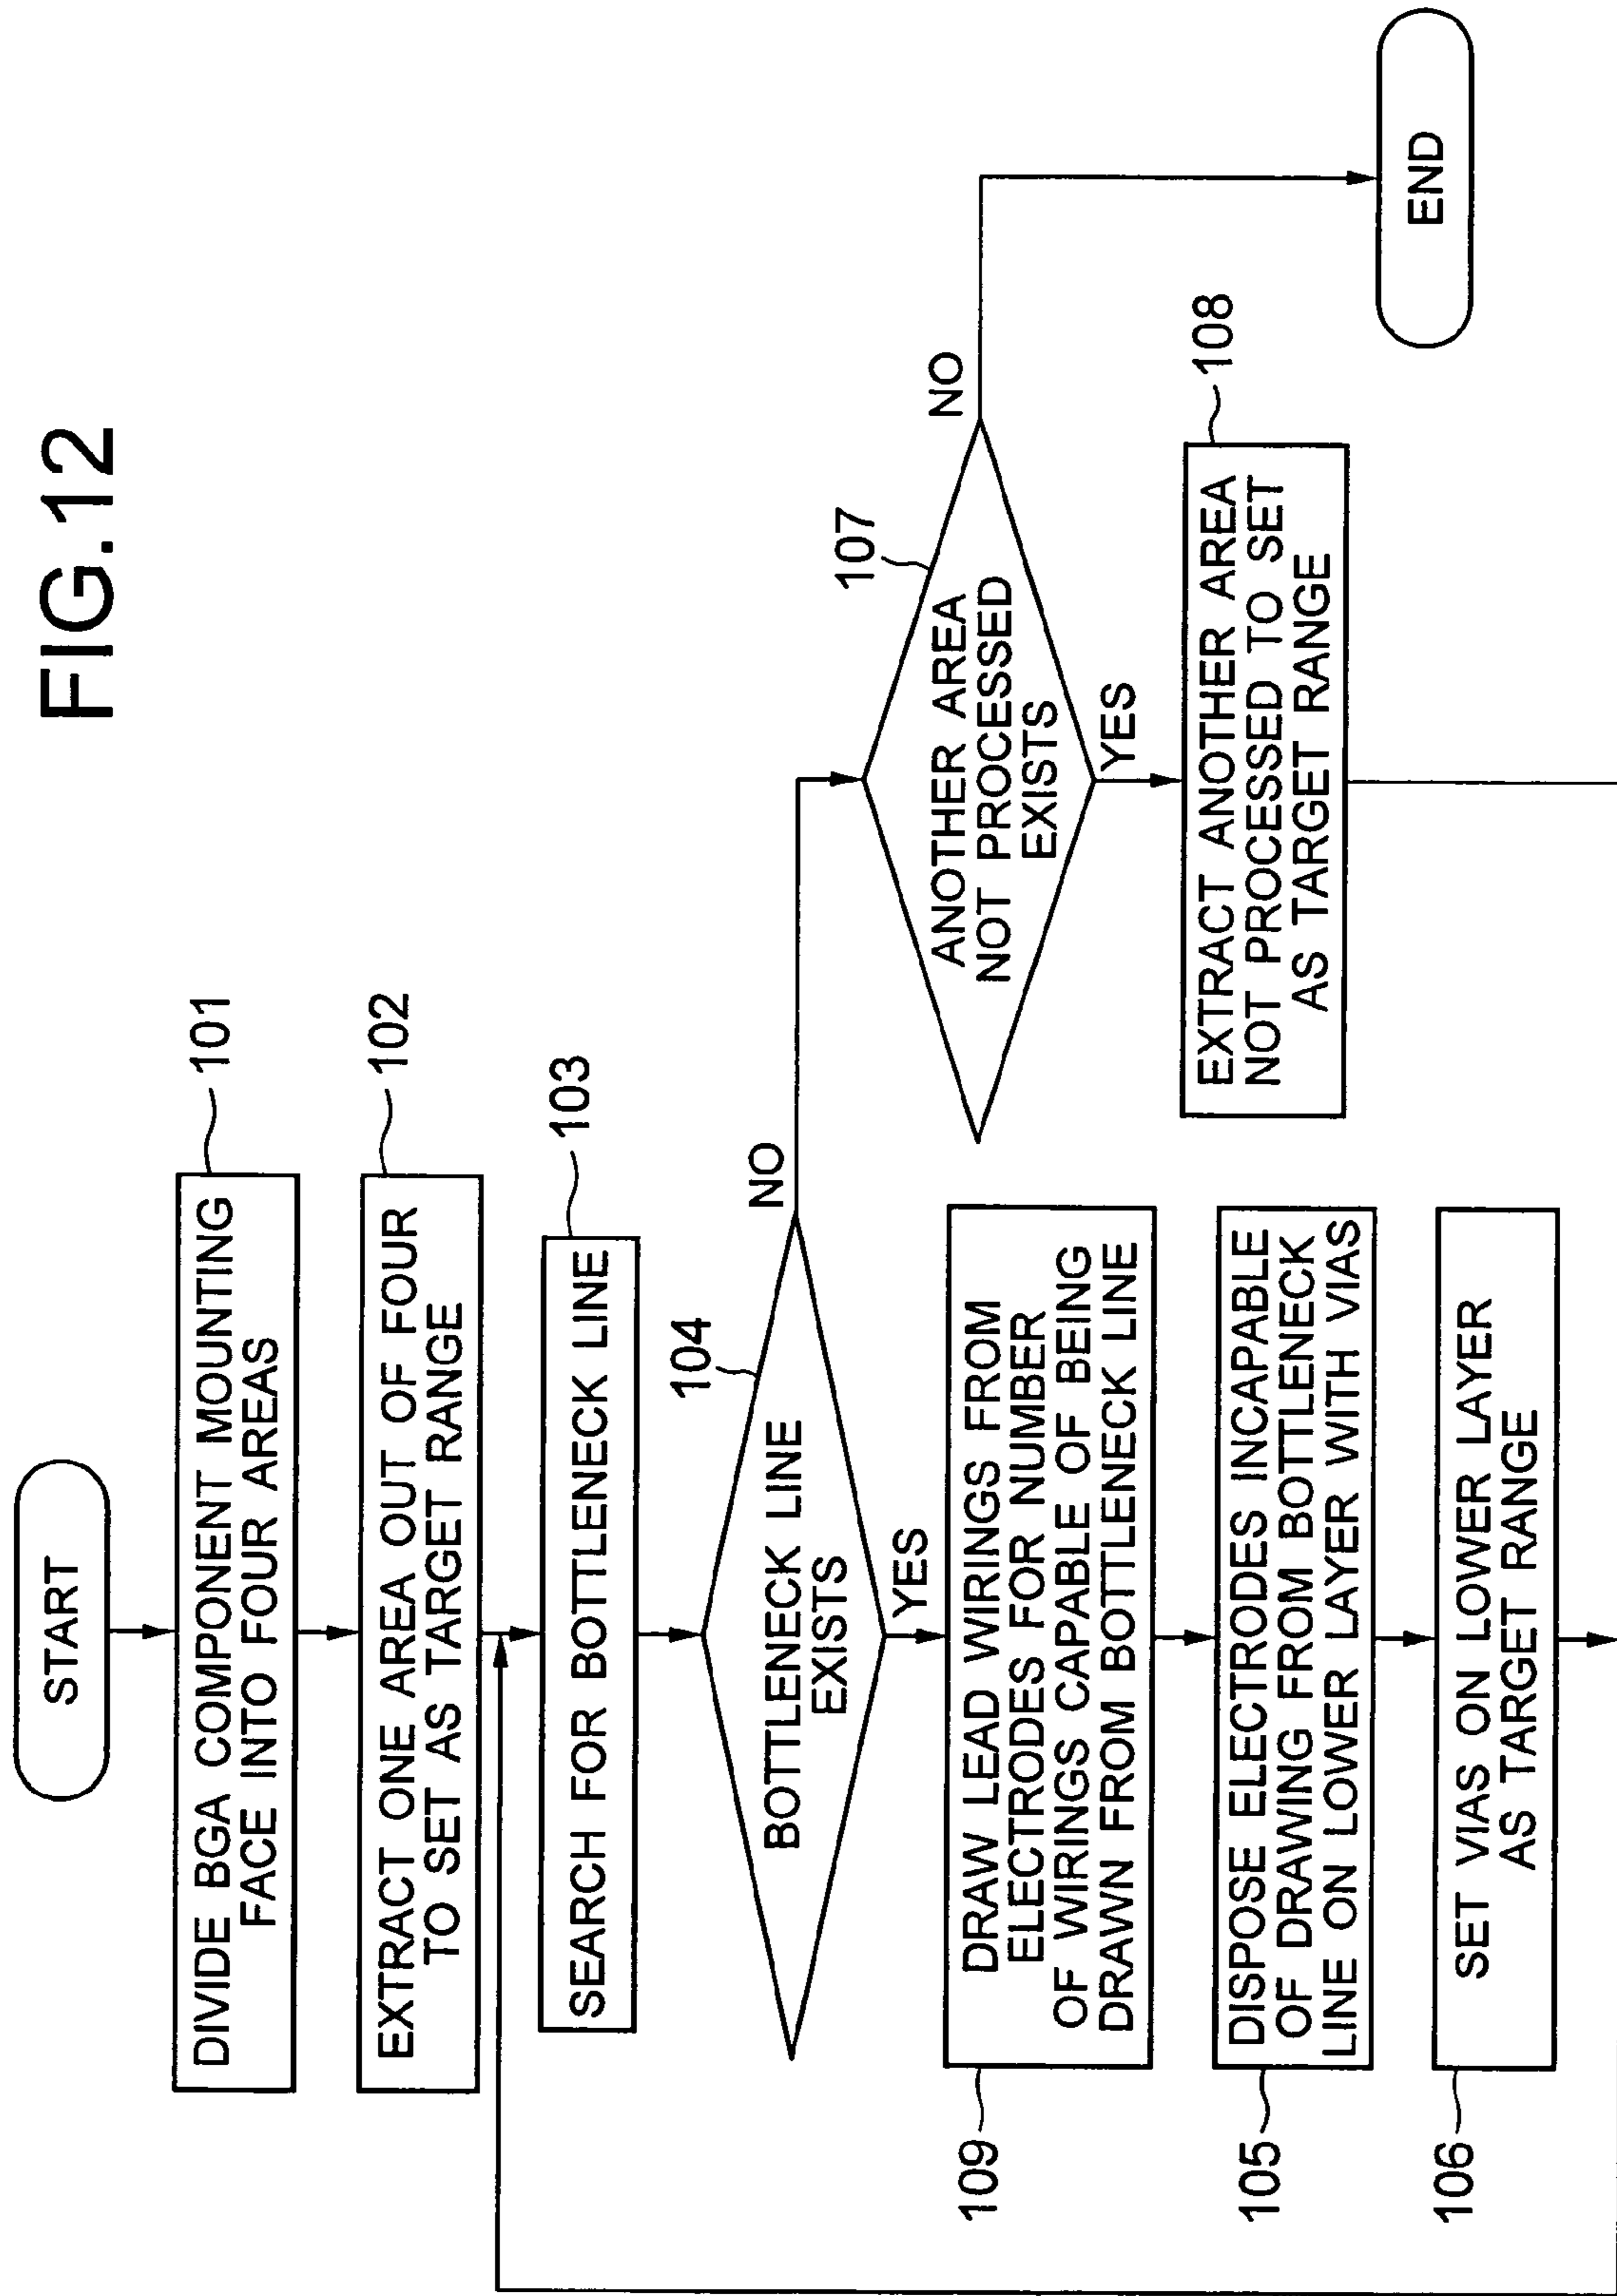 FIG.12
START
DIVIDE BGA COMPONENT MOUNTING
FACE INTO FOUR AREAS
101
EXTRACT ONE AREA OUT OF FOUR
TO SET AS TARGET RANGE
102
SEARCH FOR BOTTLENECK LINE
103
BOTTLENECK LINE
EXISTS
104
NO
YES
DRAW LEAD WIRINGS FROM
ELECTRODES FOR NUMBER
OF WIRINGS CAPABLE OF BEING
DRAWN FROM BOTTLENECK LINE
109
DISPOSE ELECTRODES INCAPABLE
OF DRAWING FROM BOTTLENECK
LINE ON LOWER LAYER WITH VIAS
105
SET VIAS ON LOWER LAYER
AS TARGET RANGE
106
ANOTHER AREA
NOT PROCESSED
EXISTS
107
NO
YES
EXTRACT ANOTHER AREA
NOT PROCESSED TO SET
AS TARGET RANGE
108
END